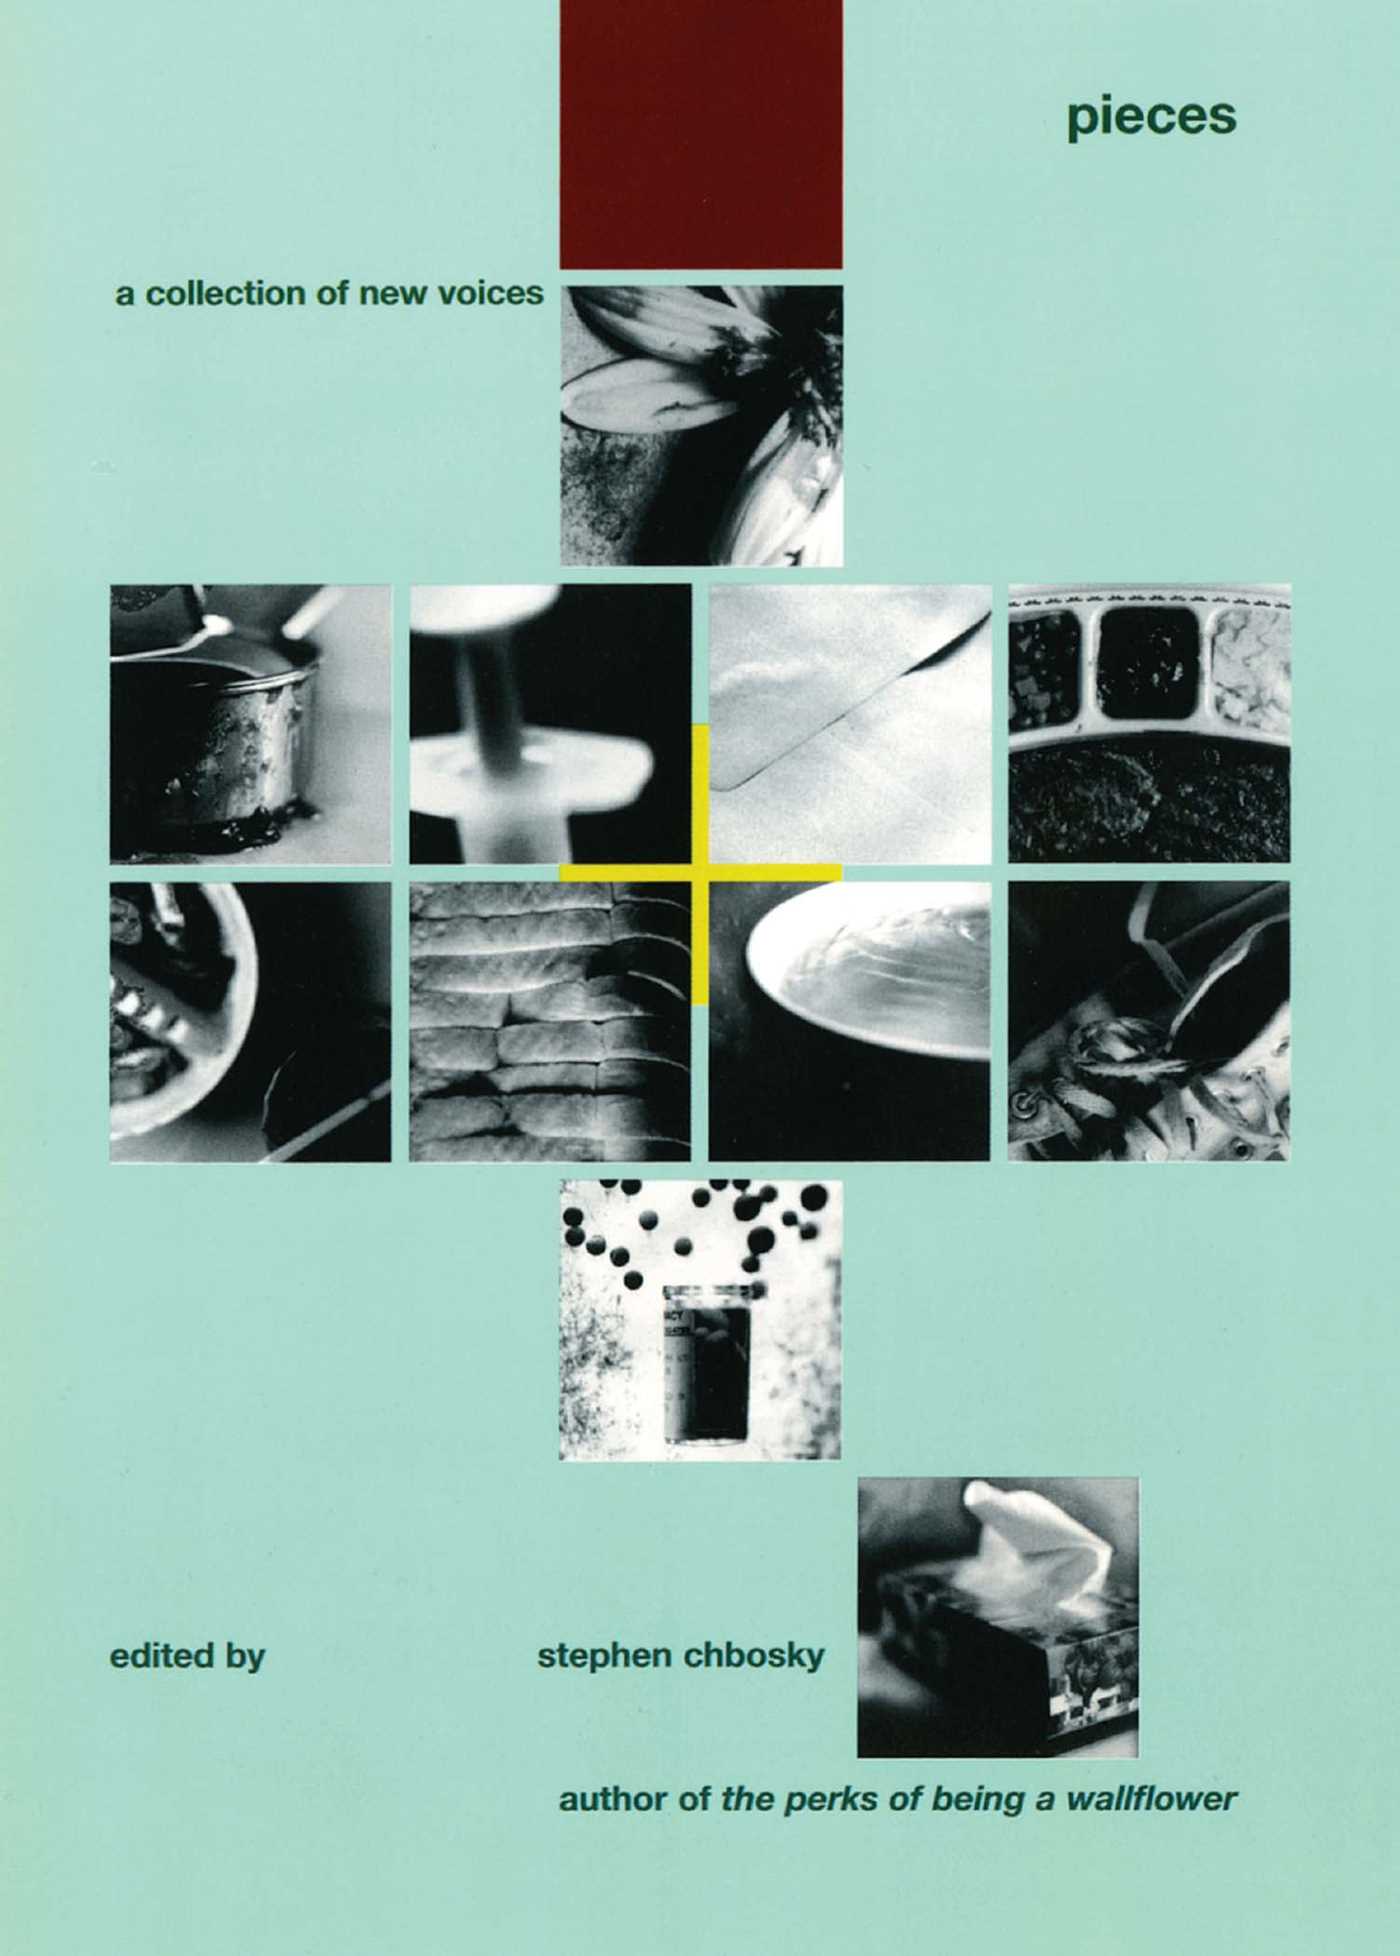 pieces
a collection of new voices
edited by
stephen chbosky
author of the perks of being a wallflower